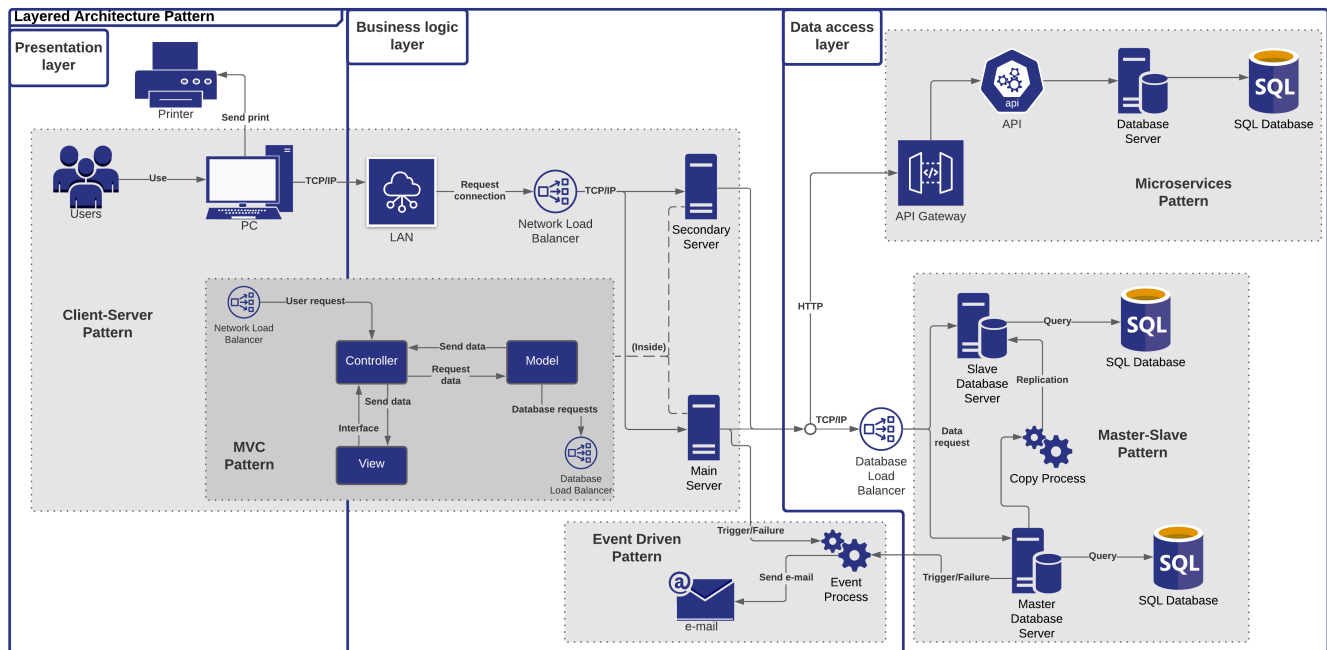 Layered Architecture Pattern
Presentation
layer
Business logic
layer
Data access
layer
Printer
Send print
Users
Use
PC
TCP/IP
LAN
Request
connection
Network Load
Balancer
TCP/IP
Secondary
Server
Client-Server
Pattern
Network Load
Balancer
User request
Controller
Send data
Model
Request
data
Send data
Interface
Database requests
View
MVC
Pattern
Database
Load Balancer
(Inside)
Main
Server
HTTP
TCP/IP
API Gateway
</>
api
API
Database
Server
SQL
SQL Database
Microservices
Pattern
Database
Load
Balancer
Data
request
Slave
Database
Server
Query
SQL
SQL Database
Replication
Copy Process
Master-Slave
Pattern
Master
Database
Server
Query
SQL
SQL Database
Trigger/Failure
Event Driven
Pattern
Trigger/Failure
Event
Process
Send e-mail
@
e-mail